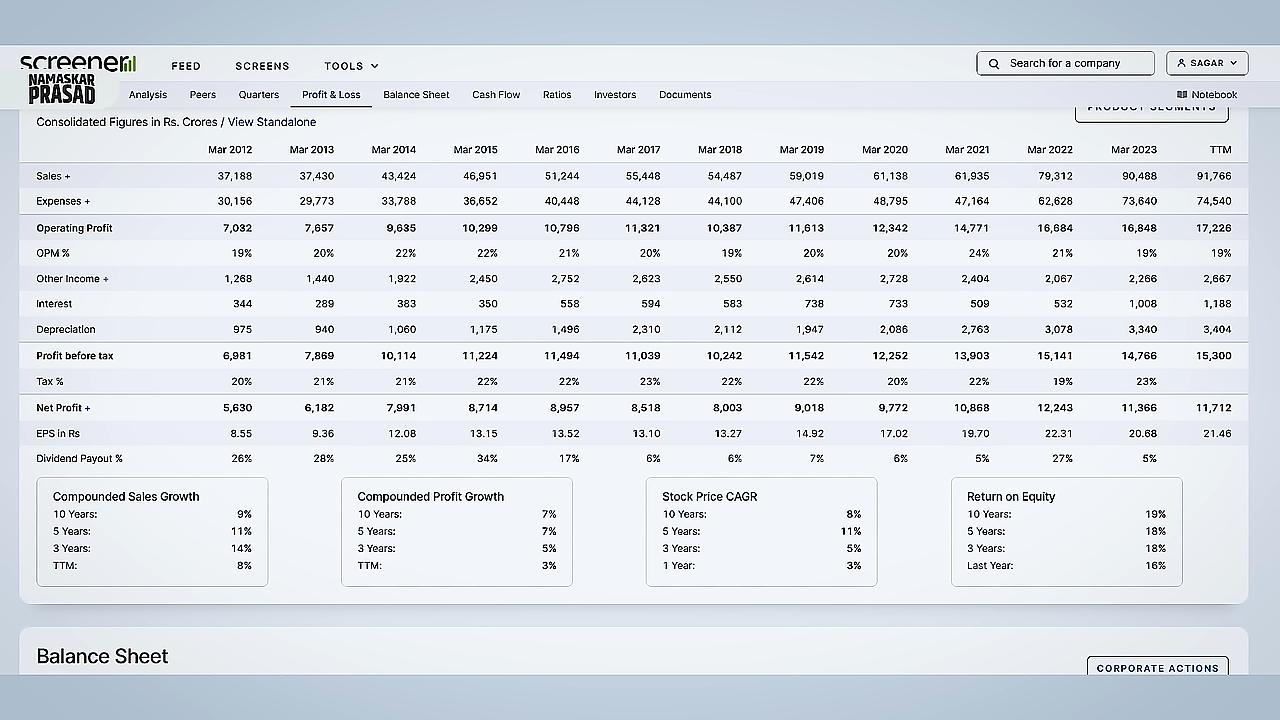 screener
FEED SCREENS TOOLS
Search for a company
SAGAR
NAMASKAR
PRASAD
Analysis Peers Quarters Profit & Loss Balance Sheet Cash Flow Ratios Investors Documents Notebook
PRODUCT SEGMENTS
Consolidated Figures in Rs. Crores / View Standalone
Mar 2012 Mar 2013 Mar 2014 Mar 2015 Mar 2016 Mar 2017 Mar 2018 Mar 2019 Mar 2020 Mar 2021 Mar 2022 Mar 2023 TTM
Sales + 37,188 37,430 43,424 46,951 51,244 55,448 54,487 59,019 61,138 61,935 79,312 90,488 91,766
Expenses + 30,156 29,773 33,788 36,652 40,448 44,128 44,100 47,406 48,795 47,164 62,628 73,640 74,540
Operating Profit 7,032 7,657 9,635 10,299 10,796 11,321 10,387 11,613 12,342 14,771 16,684 16,848 17,226
OPM % 19% 20% 22% 22% 21% 20% 19% 20% 20% 24% 21% 19% 19%
Other Income + 1,268 1,440 1,922 2,450 2,752 2,623 2,550 2,614 2,728 2,404 2,067 2,266 2,667
Interest 344 289 383 350 558 594 583 738 733 509 532 1,008 1,188
Depreciation 975 940 1,060 1,175 1,496 2,310 2,112 1,947 2,086 2,763 3,078 3,340 3,404
Profit before tax 6,981 7,869 10,114 11,224 11,494 11,039 10,242 11,542 12,252 13,903 15,141 14,766 15,300
Tax % 20% 21% 21% 22% 22% 23% 22% 22% 20% 22% 19% 23%
Net Profit + 5,630 6,182 7,991 8,714 8,957 8,518 8,003 9,018 9,772 10,868 12,243 11,366 11,712
EPS in Rs 8.55 9.36 12.08 13.15 13.52 13.10 13.27 14.92 17.02 19.70 22.31 20.68 21.46
Dividend Payout % 26% 28% 25% 34% 17% 6% 6% 7% 6% 5% 27% 5%
Compounded Sales Growth
10 Years: 9%
5 Years: 11%
3 Years: 14%
TTM: 8%
Compounded Profit Growth
10 Years: 7%
5 Years: 7%
3 Years: 5%
TTM: 3%
Stock Price CAGR
10 Years: 8%
5 Years: 11%
3 Years: 5%
1 Year: 3%
Return on Equity
10 Years: 19%
5 Years: 18%
3 Years: 18%
Last Year: 16%
Balance Sheet
CORPORATE ACTIONS